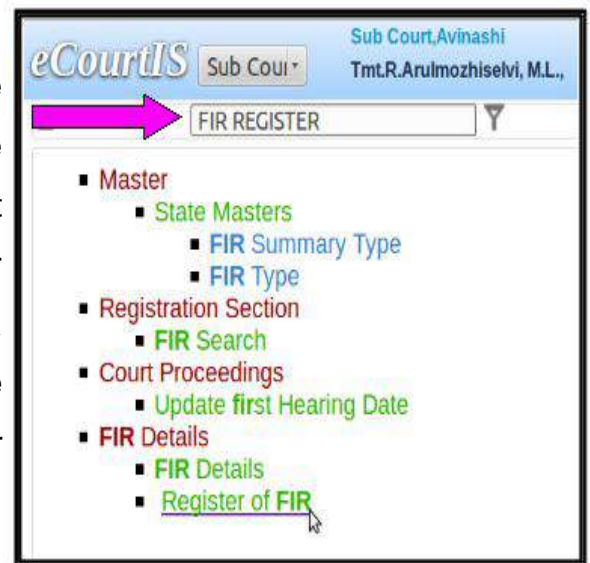 eCourtIS
Sub Cour
Sub Court,Avinashi
Tmt.R.Arulmozhiselvi, M.L.,
FIR REGISTER
Master
State Masters
FIR Summary Type
FIR Type
Registration Section
FIR Search
Court Proceedings
Update first Hearing Date
FIR Details
FIR Details
Register of FIR